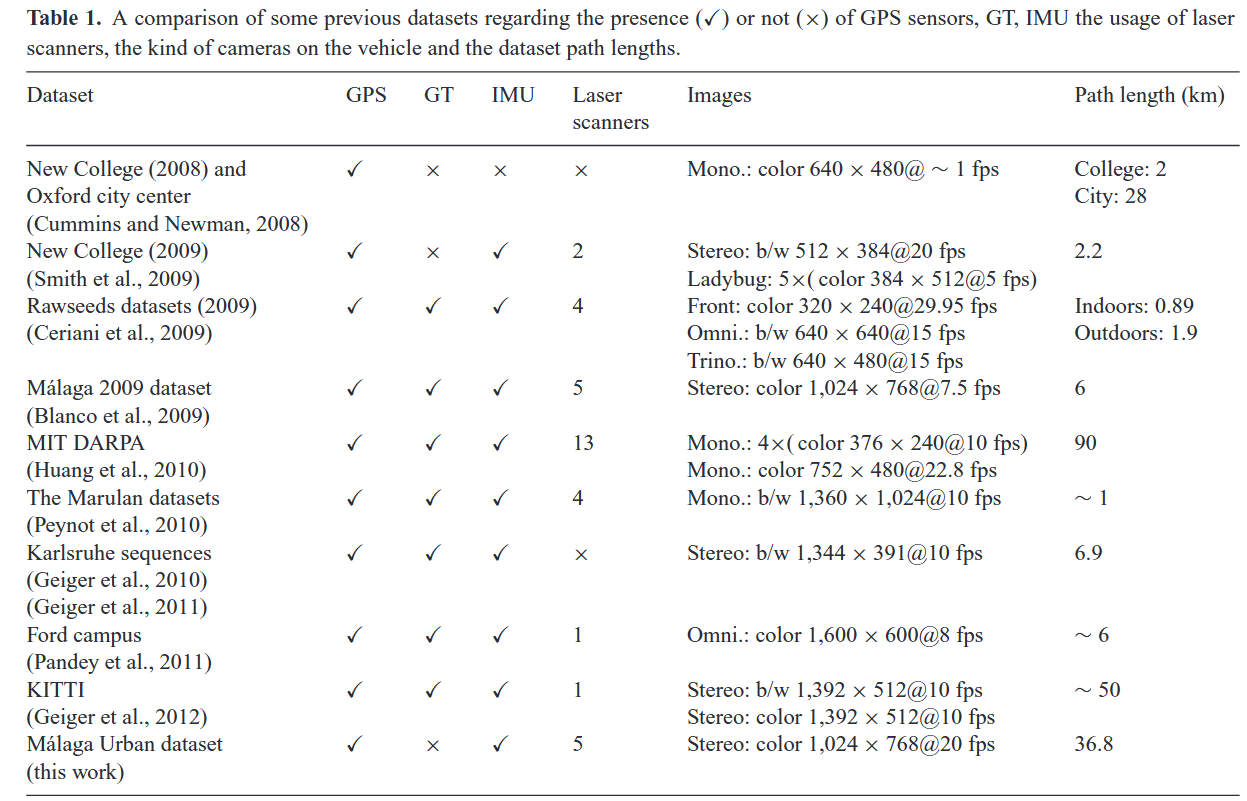 Table 1. A comparison of some previous datasets regarding the presence (✓) or not (×) of GPS sensors, GT, IMU the usage of laser
scanners, the kind of cameras on the vehicle and the dataset path lengths.
Dataset GPS GT IMU Laser scanners Images Path length (km)
New College (2008) and ✓ × × × Mono.: color 640 × 480@ ∼ 1 fps College: 2
Oxford city center City: 28
(Cummins and Newman, 2008)
New College (2009) ✓ × ✓ 2 Stereo: b/w 512 × 384@20 fps 2.2
(Smith et al., 2009) Ladybug: 5×( color 384 × 512@5 fps)
Rawseeds datasets (2009) ✓ ✓ ✓ 4 Front: color 320 × 240@29.95 fps Indoors: 0.89
(Ceriani et al., 2009) Omni.: b/w 640 × 640@15 fps Outdoors: 1.9
Trino.: b/w 640 × 480@15 fps
Málaga 2009 dataset ✓ ✓ ✓ 5 Stereo: color 1,024 × 768@7.5 fps 6
(Blanco et al., 2009)
MIT DARPA ✓ ✓ ✓ 13 Mono.: 4×( color 376 × 240@10 fps) 90
(Huang et al., 2010) Mono.: color 752 × 480@22.8 fps
The Marulan datasets ✓ ✓ ✓ 4 Mono.: b/w 1,360 × 1,024@10 fps ∼ 1
(Peynot et al., 2010)
Karlsruhe sequences ✓ ✓ ✓ × Stereo: b/w 1,344 × 391@10 fps 6.9
(Geiger et al., 2010)
(Geiger et al., 2011)
Ford campus ✓ ✓ ✓ 1 Omni.: color 1,600 × 600@8 fps ∼ 6
(Pandey et al., 2011)
KITTI ✓ ✓ ✓ 1 Stereo: b/w 1,392 × 512@10 fps ∼ 50
(Geiger et al., 2012) Stereo: color 1,392 × 512@10 fps
Málaga Urban dataset ✓ × ✓ 5 Stereo: color 1,024 × 768@20 fps 36.8
(this work)